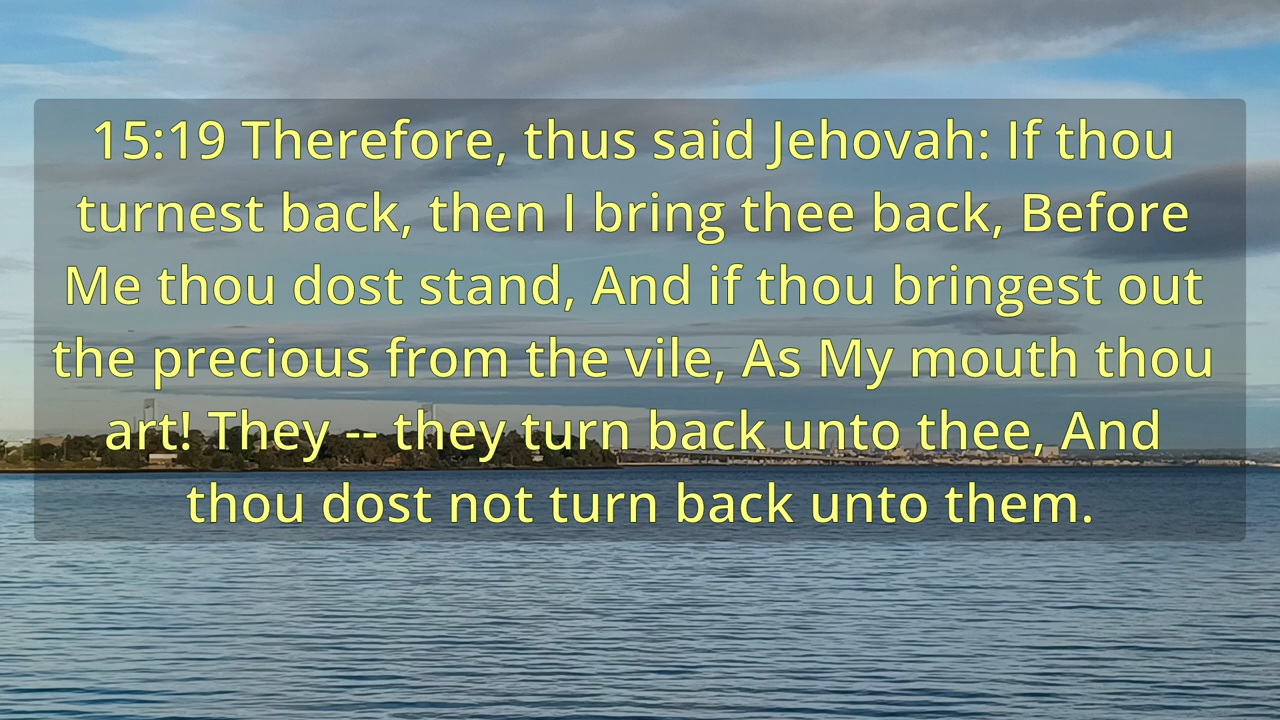 15:19 Therefore, thus said Jehovah: If thou
turnest back, then I bring thee back, Before
Me thou dost stand, And if thou bringest out
the precious from the vile, As My mouth thou
art! They -- they turn back unto thee, And
thou dost not turn back unto them.